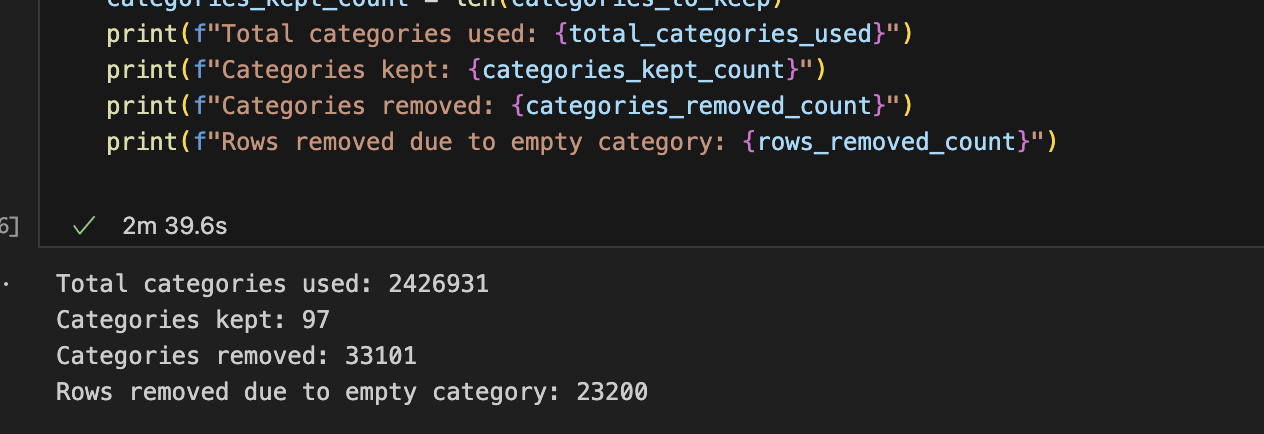 categories_kept_count = len(categories_to_keep)
print(f"Total categories used: {total_categories_used}")
print(f"Categories kept: {categories_kept_count}")
print(f"Categories removed: {categories_removed_count}")
print(f"Rows removed due to empty category: {rows_removed_count}")
6] ✓ 2m 39.6s
Total categories used: 2426931
Categories kept: 97
Categories removed: 33101
Rows removed due to empty category: 23200